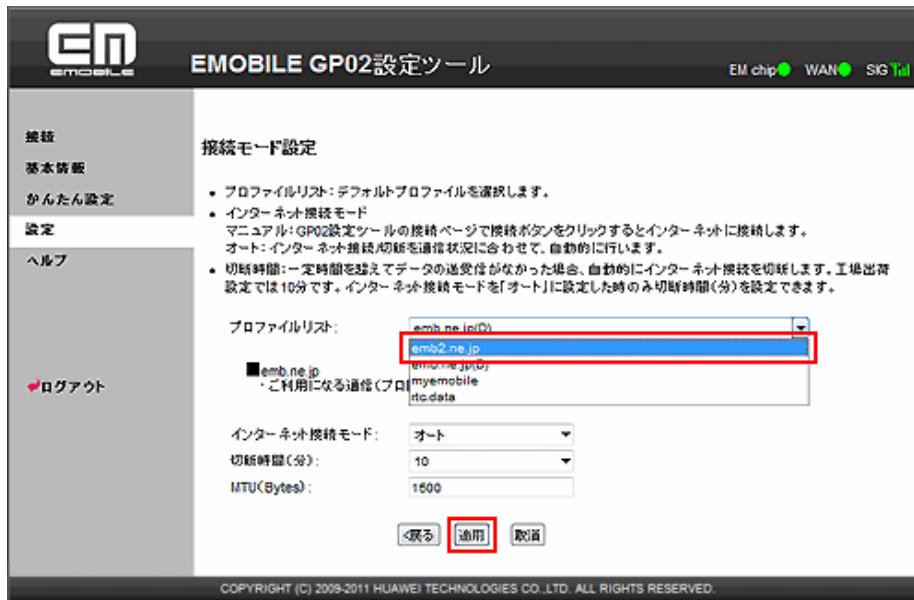 EM
EMOBILE
EMOBILE GP02設定ツール
EM chip WAN SIG
接続
基本情報
かんたん設定
設定
ヘルプ
ログアウト
接続モード設定
• プロファイルリスト：デフォルトプロファイルを選択します。
• インターネット接続モード
マニュアル：GP02設定ツールの接続ページで接続ボタンをクリックするとインターネットに接続します。
オート：インターネット接続/切断を通信状況に合わせて、自動的に行います。
• 切断時間：一定時間を超えてデータの送受信がなかった場合、自動的にインターネット接続を切断します。工場出荷
設定では10分です。インターネット接続モードを「オート」に設定した時のみ切断時間（分）を設定できます。
プロファイルリスト： emb.ne.jp(D)
emb2.ne.jp
emb.ne.jp(D)
myemobile
rtc.data
■emb.ne.jp
・ご利用になる通信（プロ
インターネット接続モード： オート
切断時間（分）： 10
MTU(Bytes)： 1500
<戻る 適用 取消
COPYRIGHT (C) 2009-2011 HUAWEI TECHNOLOGIES CO.,LTD. ALL RIGHTS RESERVED.